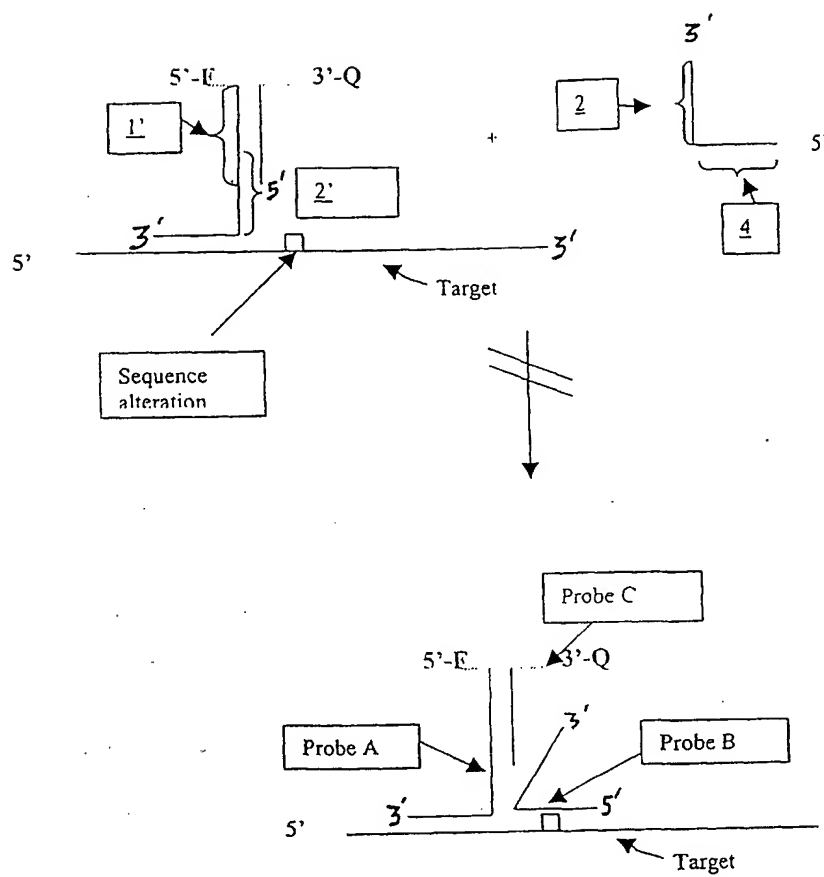 3'
5'-F
3'-Q
1'
2
+
5'
5'
2'
3'
4
5'
3'
Target
Sequence
alteration
Probe C
5'-F
3'-Q
3'
Probe A
Probe B
3'
5'
5'
Target